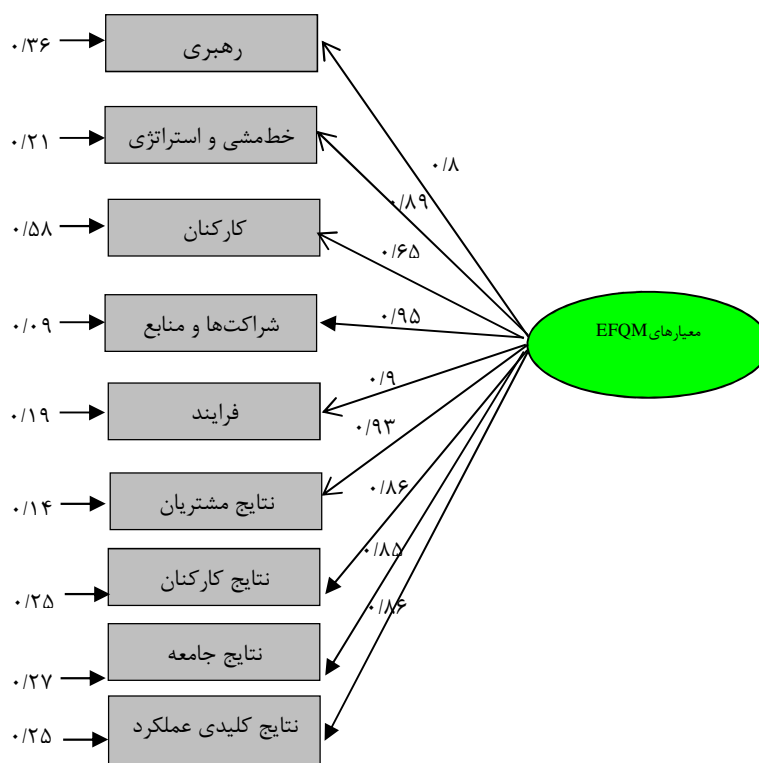 ۰/۳۶
رهبری
۰/۲۱
خط‌مشی و استراتژی
۰/۸
۰/۵۸
کارکنان
۰/۸۹
۰/۶۵
۰/۰۹
شراکت‌ها و منابع
۰/۹۵
معیارهای EFQM
۰/۱۹
فرایند
۰/۹
۰/۹۳
۰/۱۴
نتایج مشتریان
۰/۸۶
۰/۲۵
نتایج کارکنان
۰/۸۵
۰/۲۷
نتایج جامعه
۰/۸۶
۰/۲۵
نتایج کلیدی عملکرد